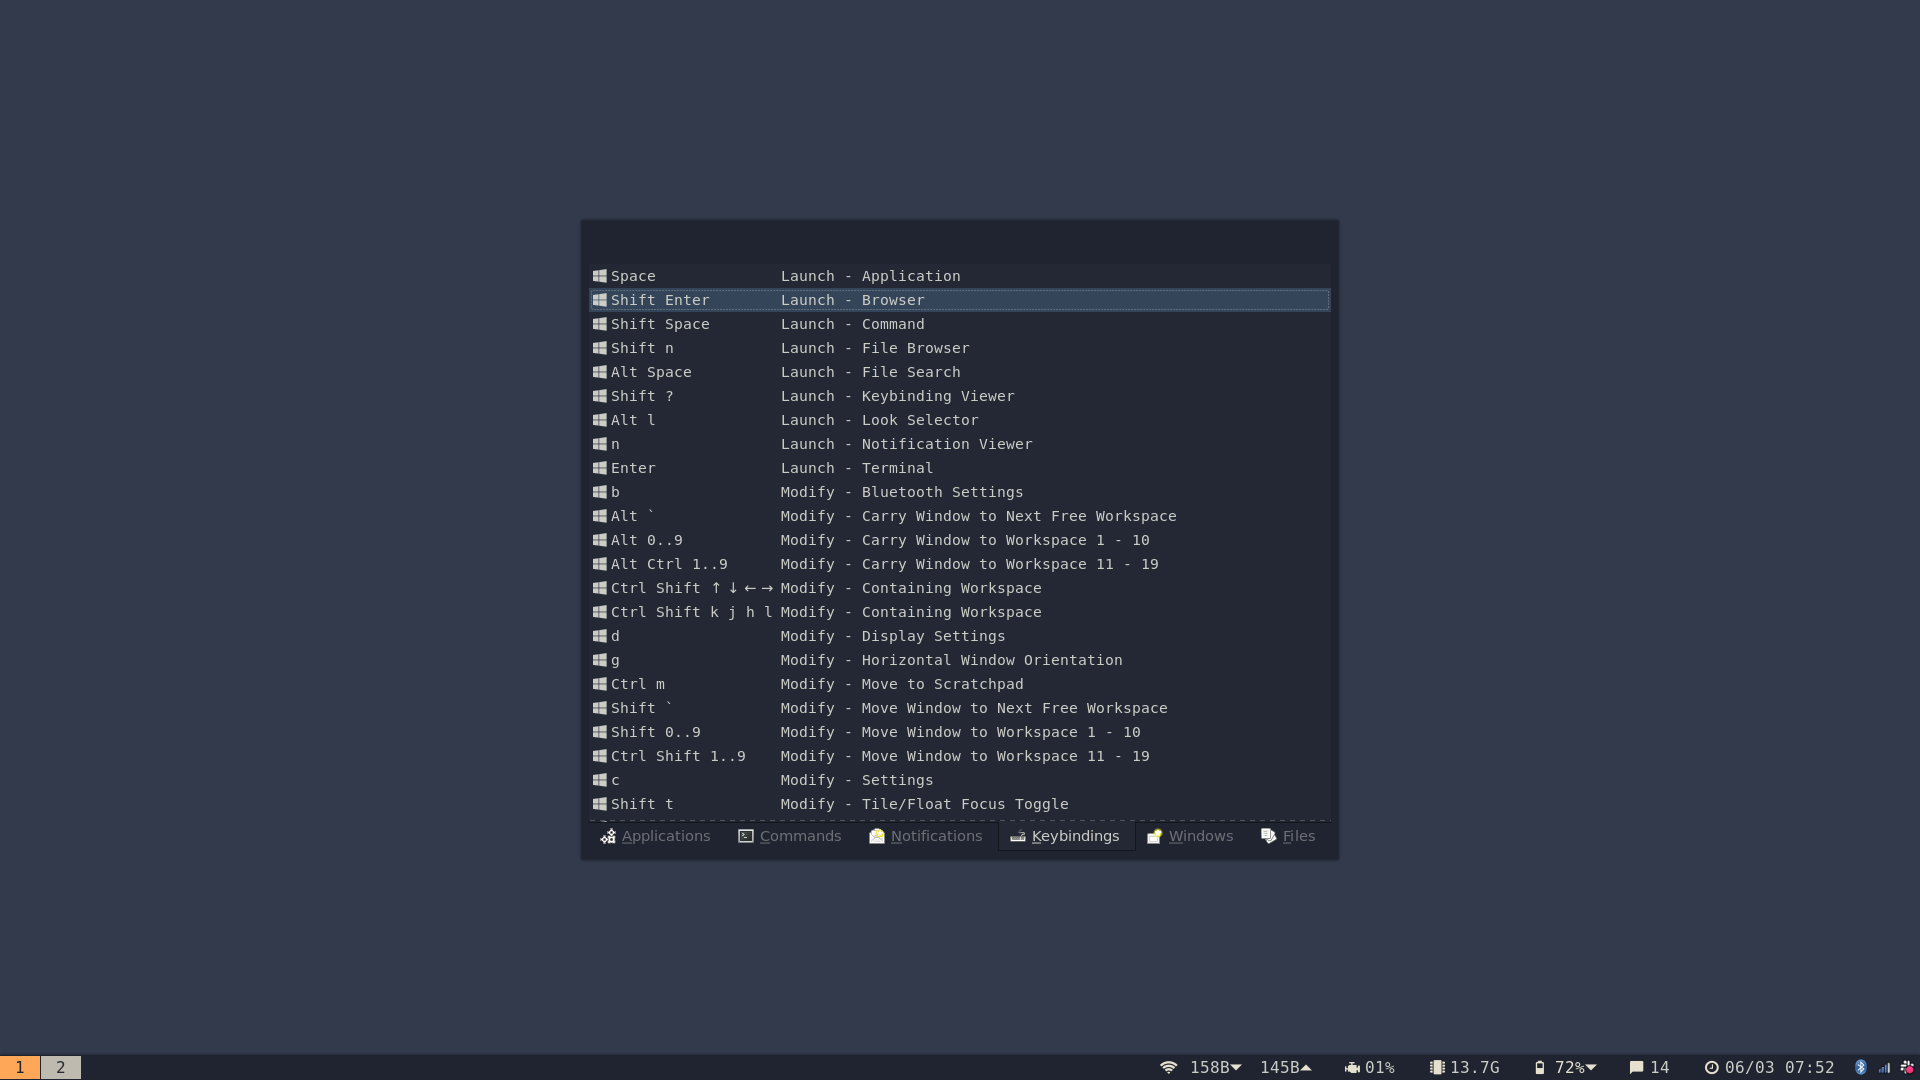 Space Launch - Application
Shift Enter Launch - Browser
Shift Space Launch - Command
Shift n Launch - File Browser
Alt Space Launch - File Search
Shift ? Launch - Keybinding Viewer
Alt l Launch - Look Selector
n Launch - Notification Viewer
Enter Launch - Terminal
b Modify - Bluetooth Settings
Alt ` Modify - Carry Window to Next Free Workspace
Alt 0..9 Modify - Carry Window to Workspace 1 - 10
Alt Ctrl 1..9 Modify - Carry Window to Workspace 11 - 19
Ctrl Shift ↑ ↓ ← → Modify - Containing Workspace
Ctrl Shift k j h l Modify - Containing Workspace
d Modify - Display Settings
g Modify - Horizontal Window Orientation
Ctrl m Modify - Move to Scratchpad
Shift ` Modify - Move Window to Next Free Workspace
Shift 0..9 Modify - Move Window to Workspace 1 - 10
Ctrl Shift 1..9 Modify - Move Window to Workspace 11 - 19
c Modify - Settings
Shift t Modify - Tile/Float Focus Toggle
Applications Commands Notifications Keybindings Windows Files
1 2 158B 145B 01% 13.7G 72% 14 06/03 07:52